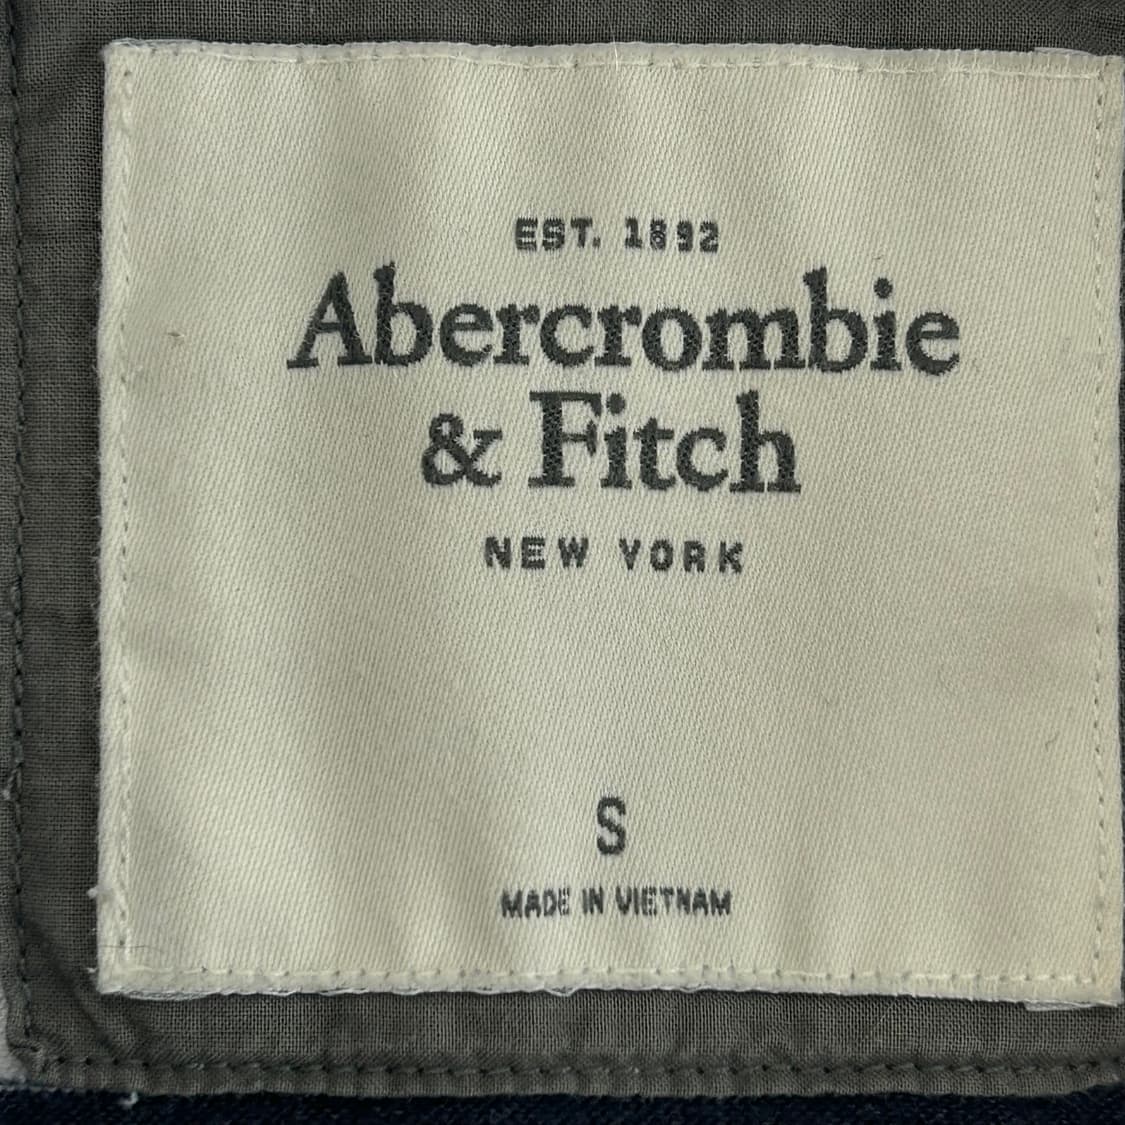 EST. 1892
Abercrombie
& Fitch
NEW YORK
S
MADE IN VIETNAM